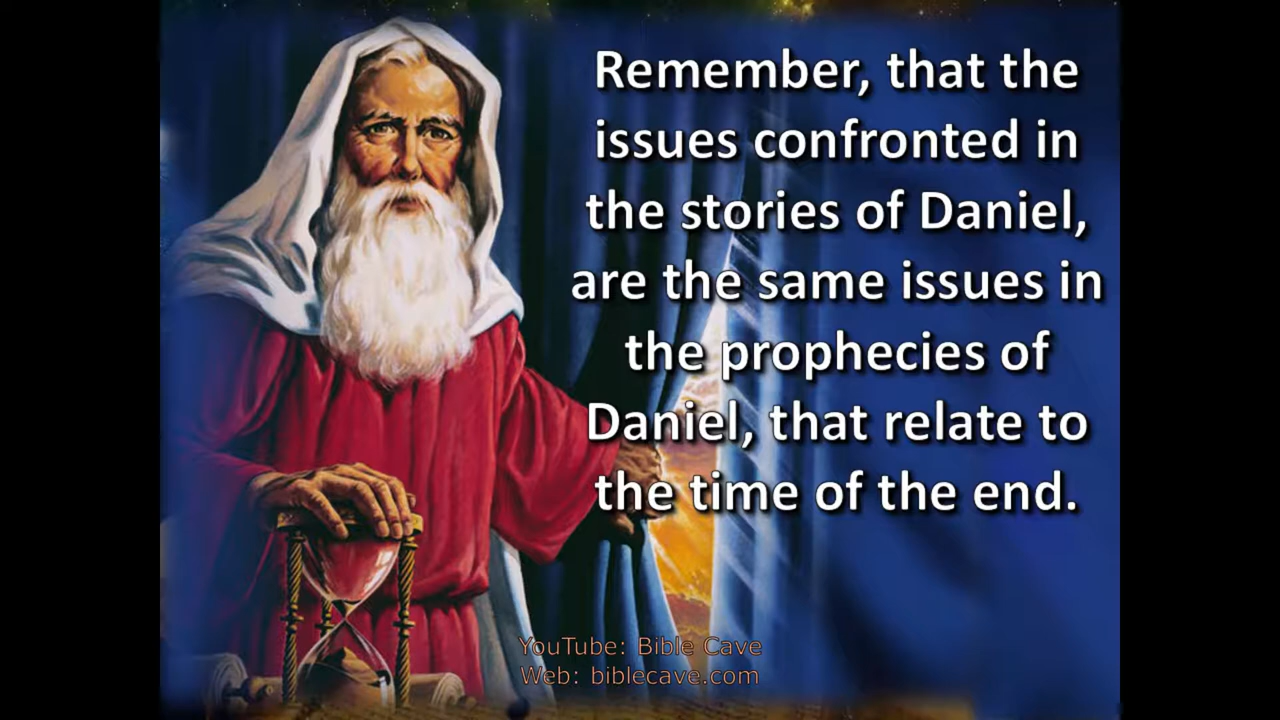 Remember, that the
issues confronted in
the stories of Daniel,
are the same issues in
the prophecies of
Daniel, that relate to
the time of the end.
YouTube: Bible Cave
Web: biblecave.com